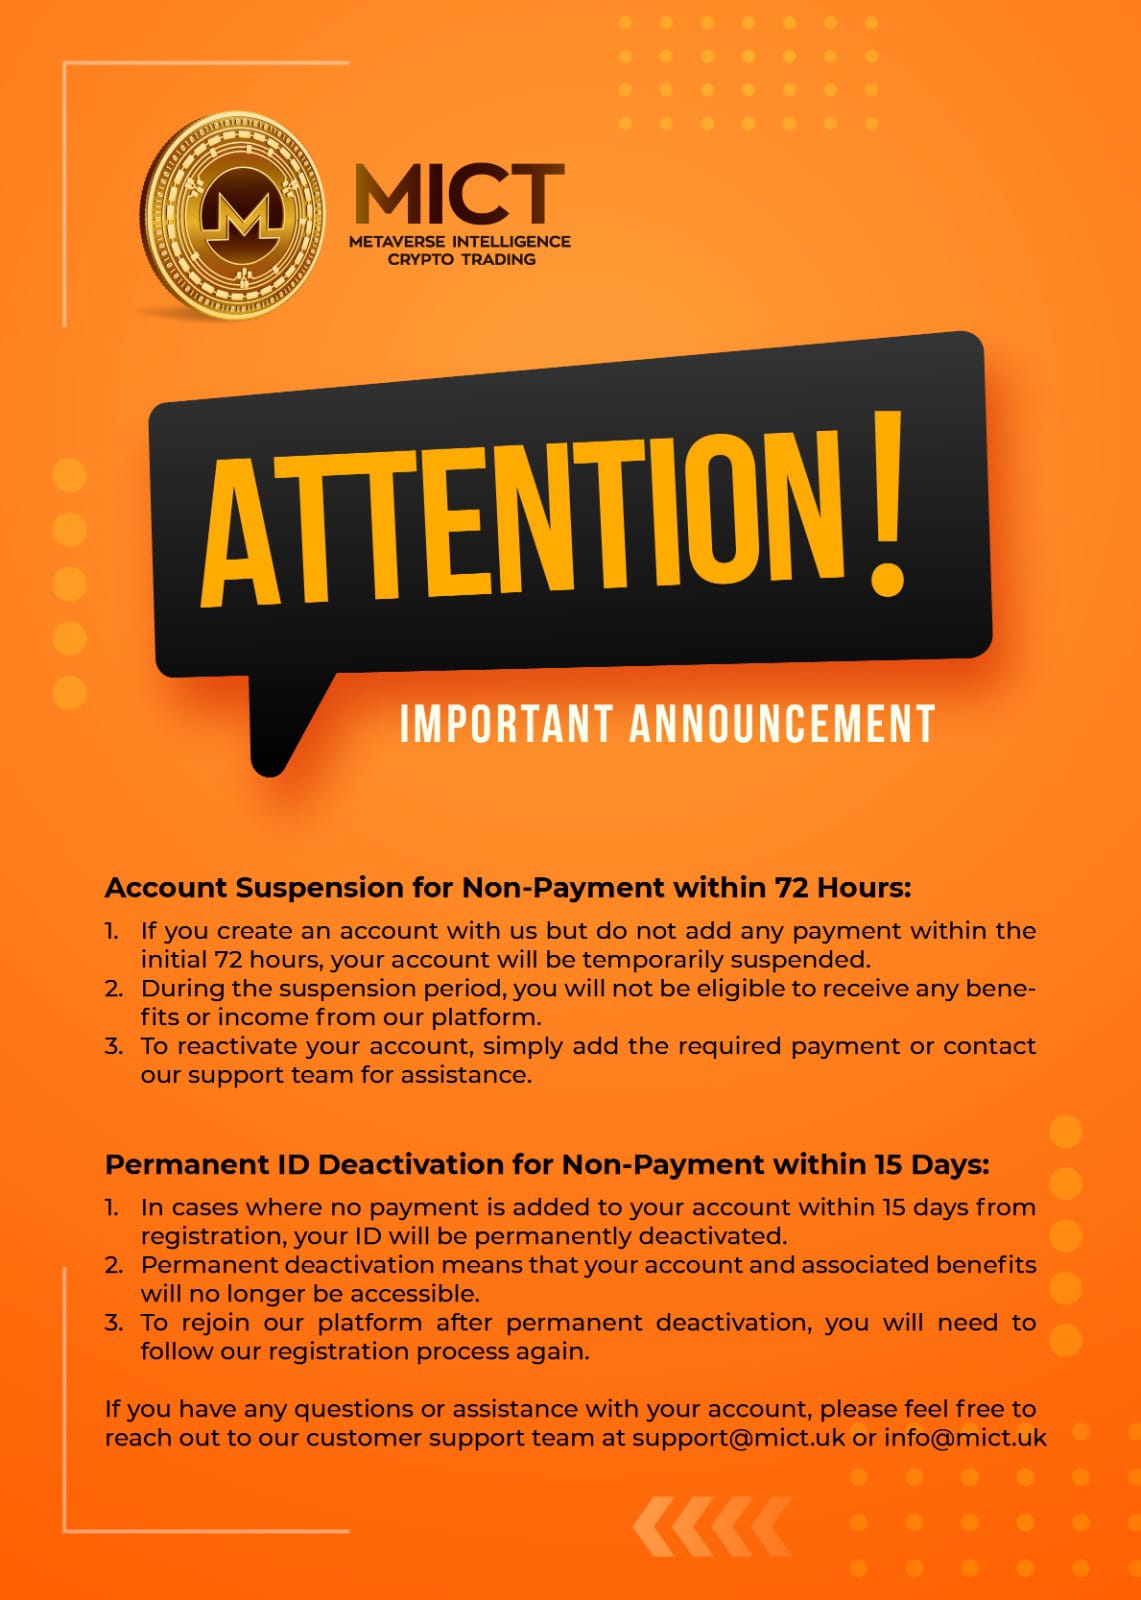 MICT
METAVERSE INTELLIGENCE
CRYPTO TRADING
ATTENTION!
IMPORTANT ANNOUNCEMENT
Account Suspension for Non-Payment within 72 Hours:
1. If you create an account with us but do not add any payment within the
initial 72 hours, your account will be temporarily suspended.
2. During the suspension period, you will not be eligible to receive any bene-
fits or income from our platform.
3. To reactivate your account, simply add the required payment or contact
our support team for assistance.
Permanent ID Deactivation for Non-Payment within 15 Days:
1. In cases where no payment is added to your account within 15 days from
registration, your ID will be permanently deactivated.
2. Permanent deactivation means that your account and associated benefits
will no longer be accessible.
3. To rejoin our platform after permanent deactivation, you will need to
follow our registration process again.
If you have any questions or assistance with your account, please feel free to
reach out to our customer support team at support@mict.uk or info@mict.uk